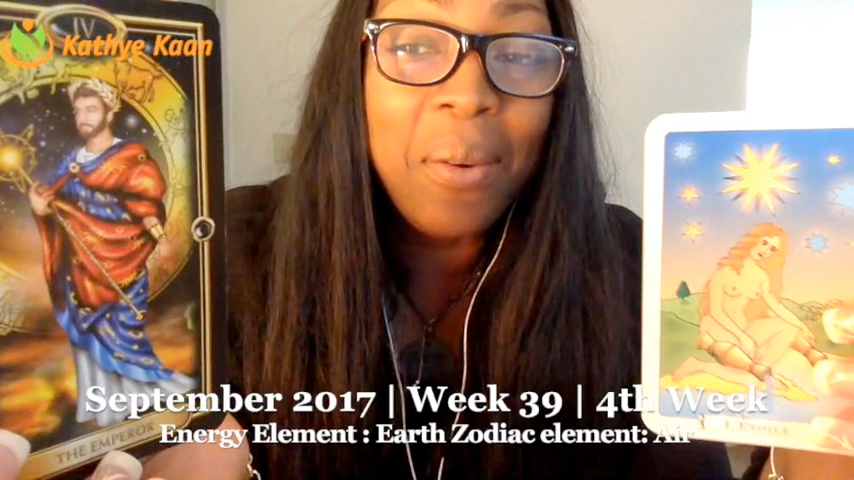 IV
Kathye Kaan
September 2017 | Week 39 | 4th Week
Energy Element : Earth Zodiac element: Air
THE EMPEROR